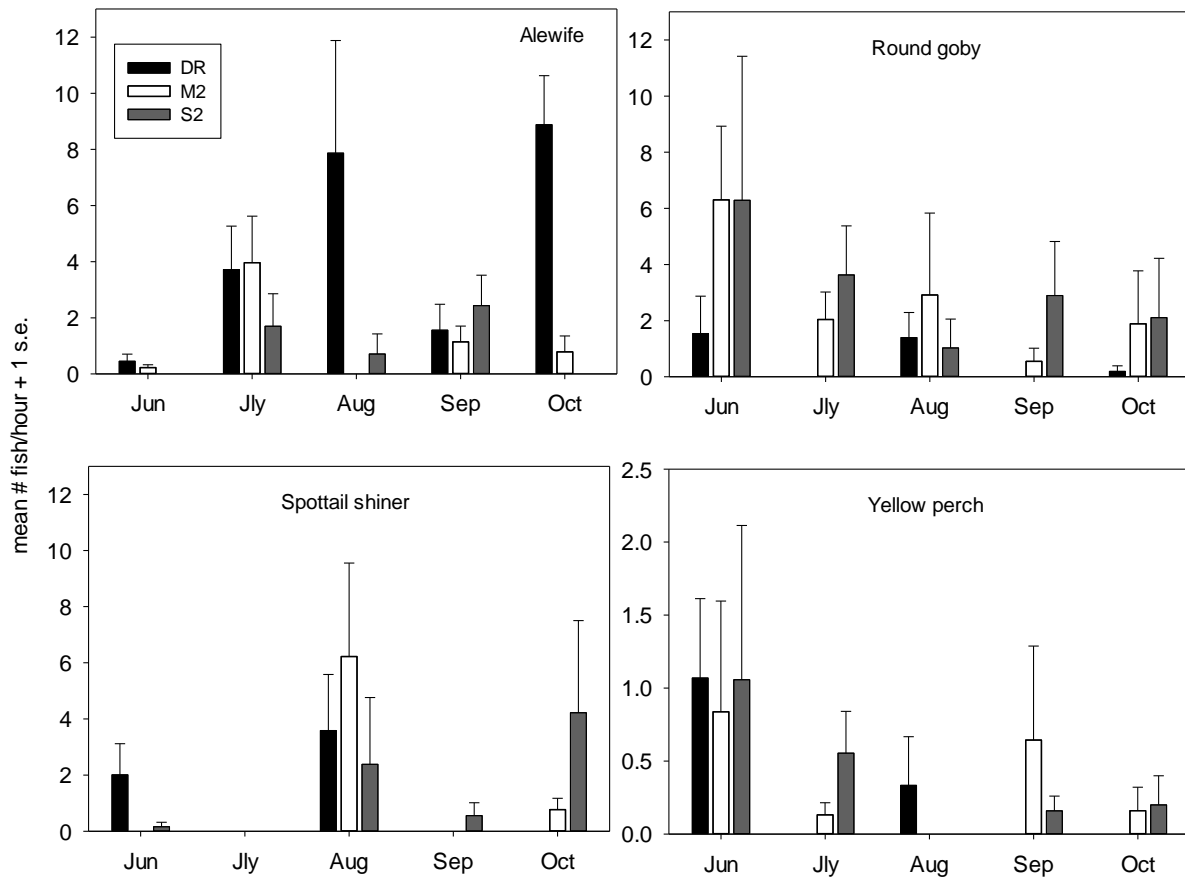 mean # fish/hour + 1 s.e.
Alewife
DR
M2
S2
12
10
8
6
4
2
0
Jun Jly Aug Sep Oct
Round goby
12
10
8
6
4
2
0
Jun Jly Aug Sep Oct
Spottail shiner
12
10
8
6
4
2
0
Jun Jly Aug Sep Oct
Yellow perch
2.5
2.0
1.5
1.0
0.5
0.0
Jun Jly Aug Sep Oct